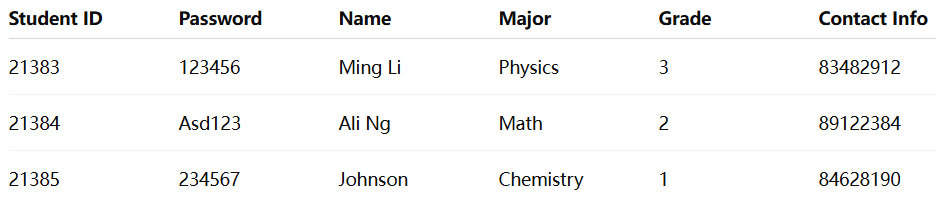 Student ID Password Name Major Grade Contact Info
21383 123456 Ming Li Physics 3 83482912
21384 Asd123 Ali Ng Math 2 89122384
21385 234567 Johnson Chemistry 1 84628190